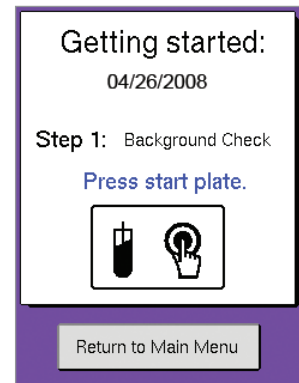 Getting started:
04/26/2008
Step 1: Background Check
Press start plate.
Return to Main Menu